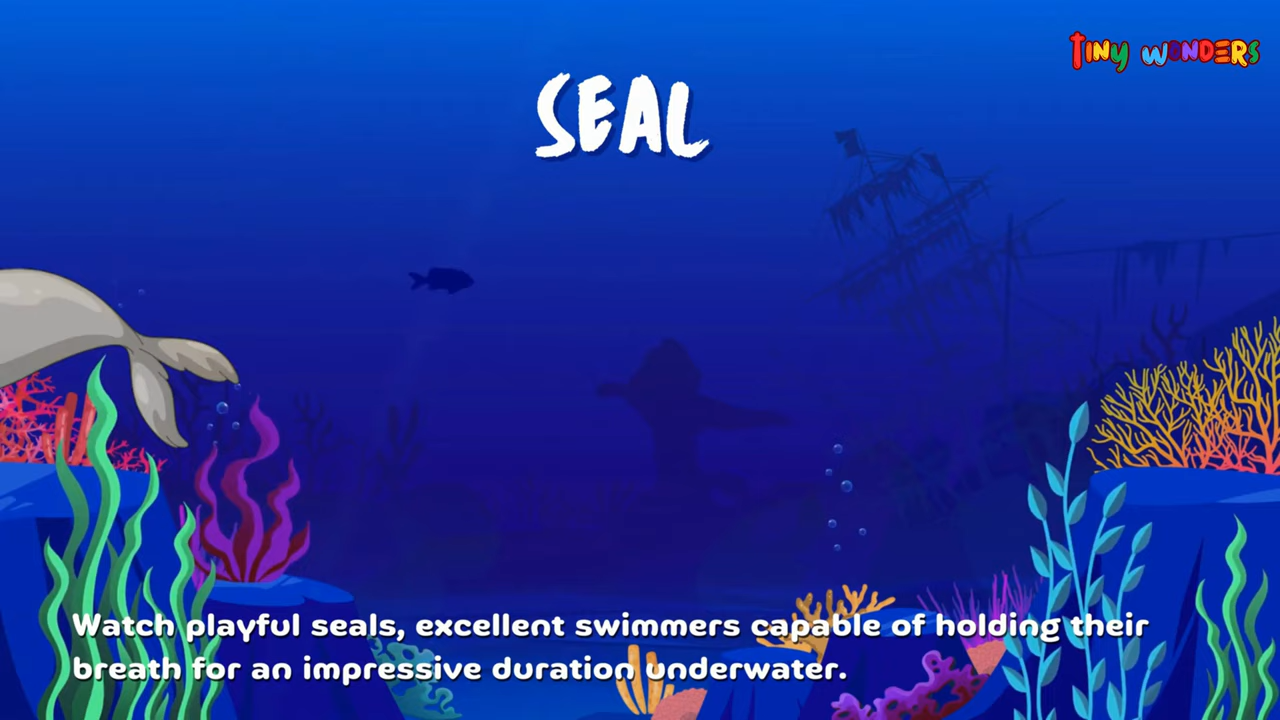 TINY WONDERS
SEAL
Watch playful seals, excellent swimmers capable of holding their
breath for an impressive duration underwater.